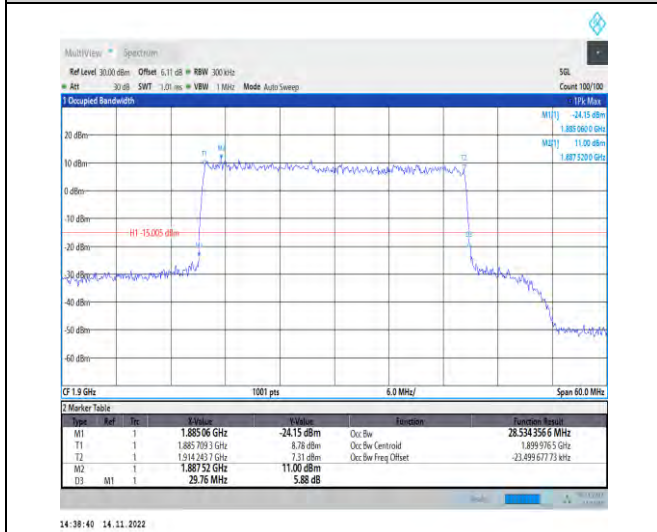 MultiView Spectrum
Ref Level 30.00 dBm Offset 6.11 dB RBW 300 kHz SGL
Att 30 dB SWT 1.01 ms VBW 1 MHz Mode Auto Sweep Count 100/100
1 Occupied Bandwidth 1Pk Max
M1[1] -24.15 dBm
1.885 060 0 GHz
M2[1] 11.00 dBm
1.887 520 0 GHz
20 dBm
T1 M2 T2
10 dBm
0 dBm
-10 dBm
H1 -15.005 dBm
-20 dBm
-30 dBm
-40 dBm
-50 dBm
-60 dBm
CF 1.9 GHz 1001 pts 6.0 MHz/ Span 60.0 MHz
2 Marker Table
Type Ref Trc X-Value Y-Value Function Function Result
M1 1 1.885 06 GHz -24.15 dBm Occ Bw 28.534 356 6 MHz
T1 1 1.885 709 3 GHz 8.78 dBm Occ Bw Centroid 1.899 976 5 GHz
T2 1 1.914 243 7 GHz 7.31 dBm Occ Bw Freq Offset -23.499 677 73 kHz
M2 1 1.887 52 GHz 11.00 dBm
D3 M1 1 29.76 MHz 5.88 dB
14:38:40 14.11.2022